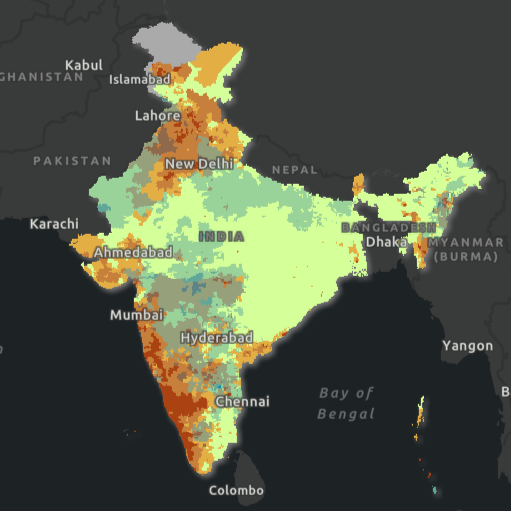 Kabul
GHANISTAN
Islamabad
Lahore
PAKISTAN
New Delhi
NEPAL
Karachi
INDIA
BANGLADESH
Ahmedabad
Dhaka
MYANMAR
(BURMA)
Mumbai
Hyderabad
Yangon
Bay of
Bengal
B
Chennai
Colombo